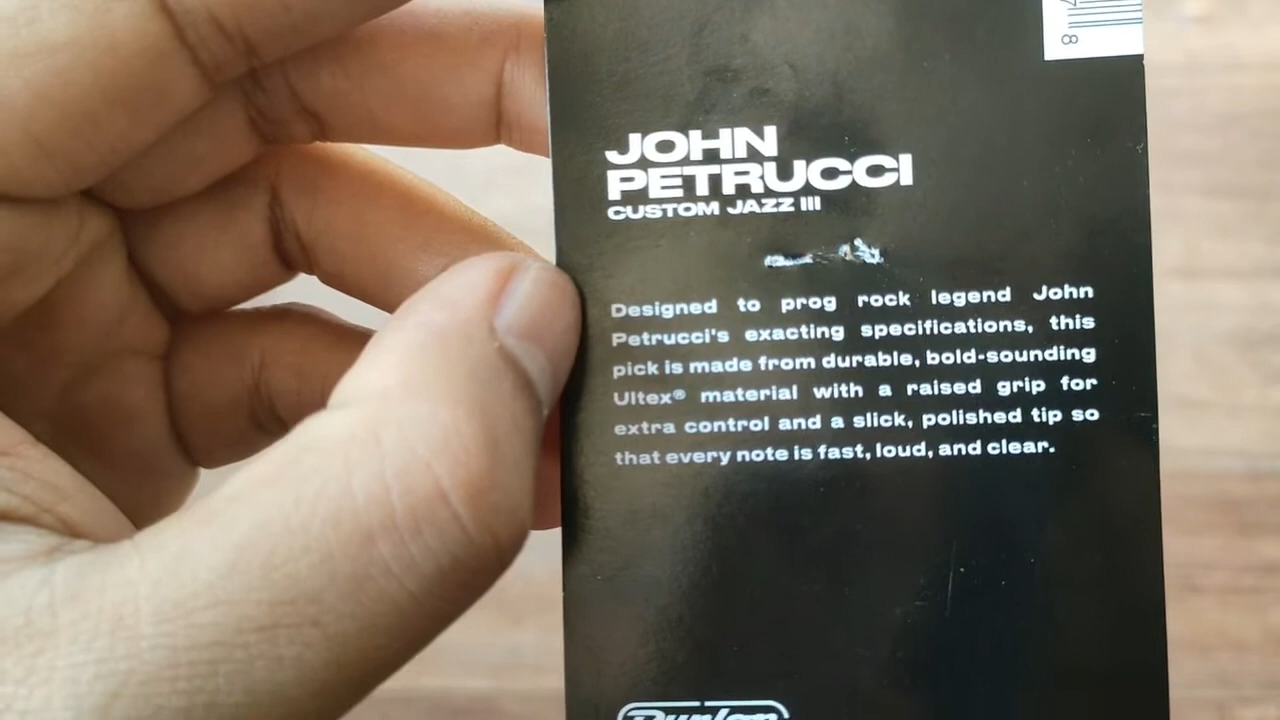 78
JOHN
PETRUCCI
CUSTOM JAZZ III
Designed to prog rock legend John
Petrucci's exacting specifications, this
pick is made from durable, bold-sounding
Ultex® material with a raised grip for
extra control and a slick, polished tip so
that every note is fast, loud, and clear.
Dunlop